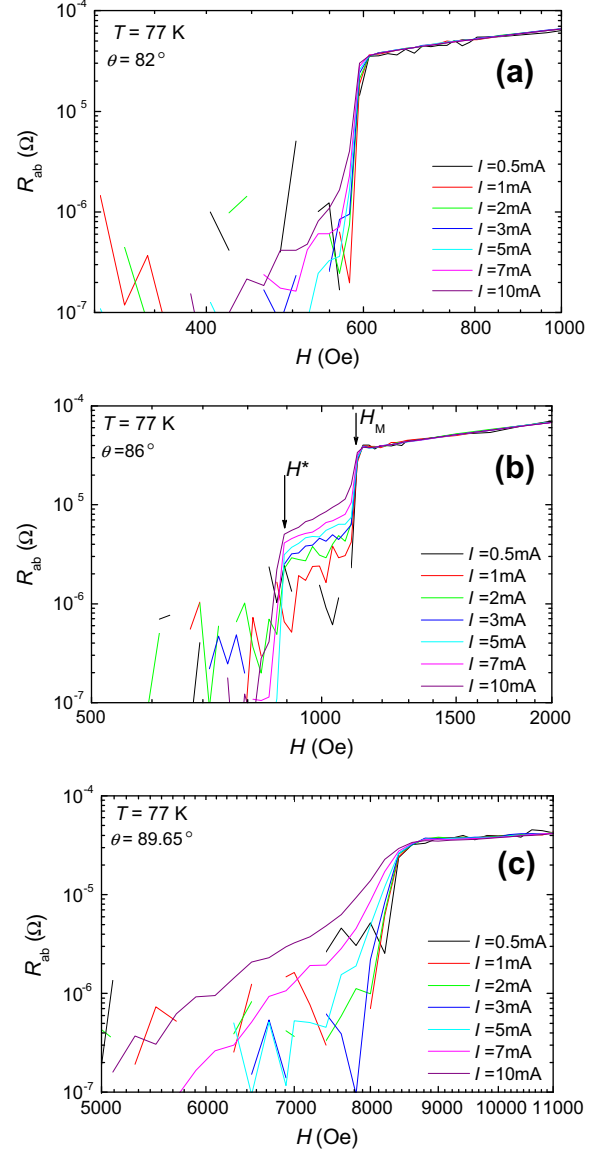 T = 77 K
θ = 82°
(a)
10⁻⁴
10⁻⁵
10⁻⁶
10⁻⁷
R_ab (Ω)
I =0.5mA
I =1mA
I =2mA
I =3mA
I =5mA
I =7mA
I =10mA
400 600 800 1000
H (Oe)
T = 77 K
θ =86°
H*
H_M
(b)
10⁻⁴
10⁻⁵
10⁻⁶
10⁻⁷
R_ab (Ω)
I =0.5mA
I =1mA
I =2mA
I =3mA
I =5mA
I =7mA
I =10mA
500 1000 1500 2000
H (Oe)
T = 77 K
θ = 89.65°
(c)
10⁻⁴
10⁻⁵
10⁻⁶
10⁻⁷
R_ab (Ω)
I =0.5mA
I =1mA
I =2mA
I =3mA
I =5mA
I =7mA
I =10mA
5000 6000 7000 8000 9000 10000 11000
H (Oe)